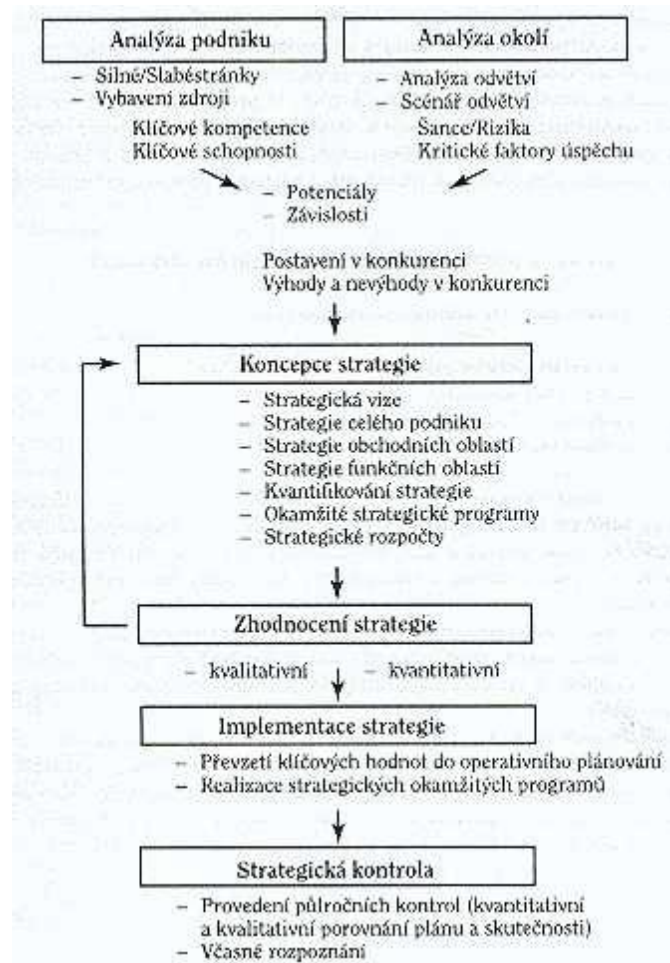 Analýza podniku
– Silné/Slabéstránky
– Vybavení zdroji
Klíčové kompetence
Klíčové schopnosti
Analýza okolí
– Analýza odvětví
– Scénář odvětví
Šance/Rizika
Kritické faktory úspěchu
– Potenciály
– Závislosti
Postavení v konkurenci
Výhody a nevýhody v konkurenci
Koncepce strategie
– Strategická vize
– Strategie celého podniku
– Strategie obchodních oblastí
– Strategie funkčních oblastí
– Kvantifikování strategie
– Okamžité strategické programy
– Strategické rozpočty
Zhodnocení strategie
– kvalitativní – kvantitativní
Implementace strategie
– Převzetí klíčových hodnot do operativního plánování
– Realizace strategických okamžitých programů
Strategická kontrola
– Provedení půlročních kontrol (kvantitativní
a kvalitativní porovnání plánu a skutečnosti)
– Včasné rozpoznání